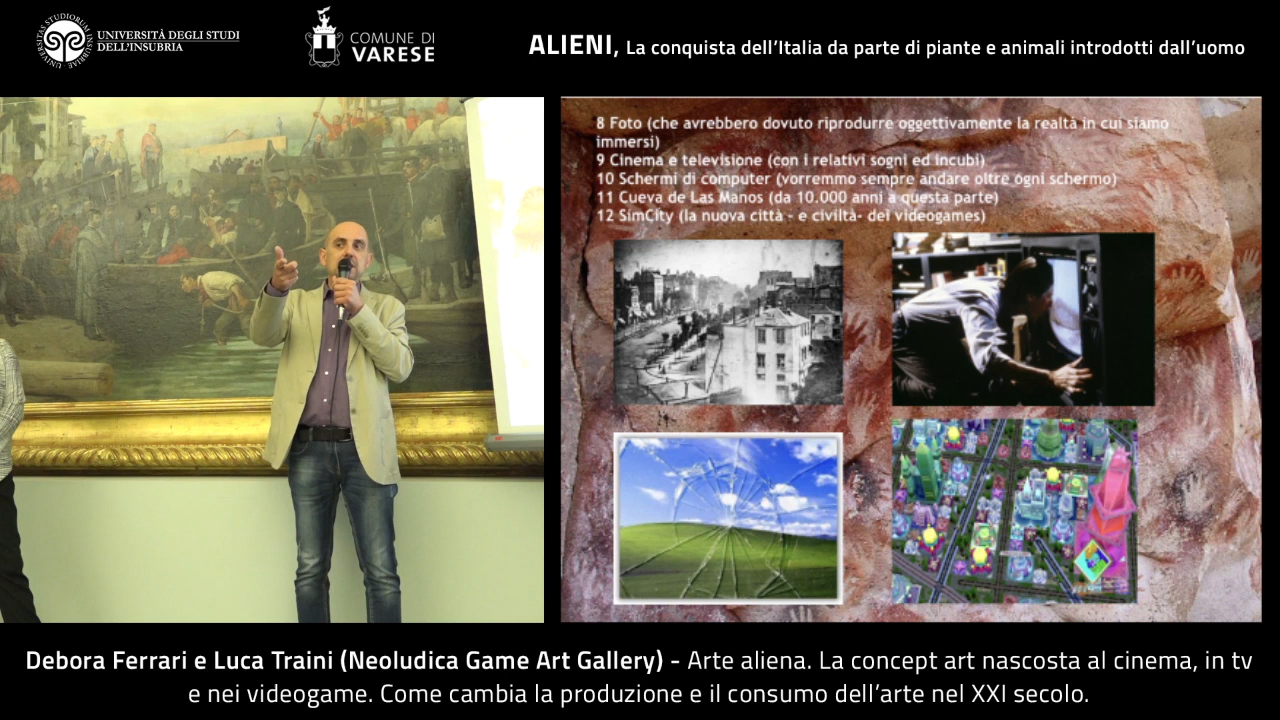 UNIVERSITÀ DEGLI STUDI
DELL'INSUBRIA
COMUNE DI
VARESE
ALIENI, La conquista dell'Italia da parte di piante e animali introdotti dall'uomo
8 Foto (che avrebbero dovuto riprodurre oggettivamente la realtà in cui siamo
immersi)
9 Cinema e televisione (con i relativi sogni ed incubi)
10 Schermi di computer (vorremmo sempre andare oltre ogni schermo)
11 Cueva de Las Manos (da 10.000 anni a questa parte)
12 SimCity (la nuova città - e civiltà- dei videogames)
Debora Ferrari e Luca Traini (Neoludica Game Art Gallery) - Arte aliena. La concept art nascosta al cinema, in tv
e nei videogame. Come cambia la produzione e il consumo dell'arte nel XXI secolo.